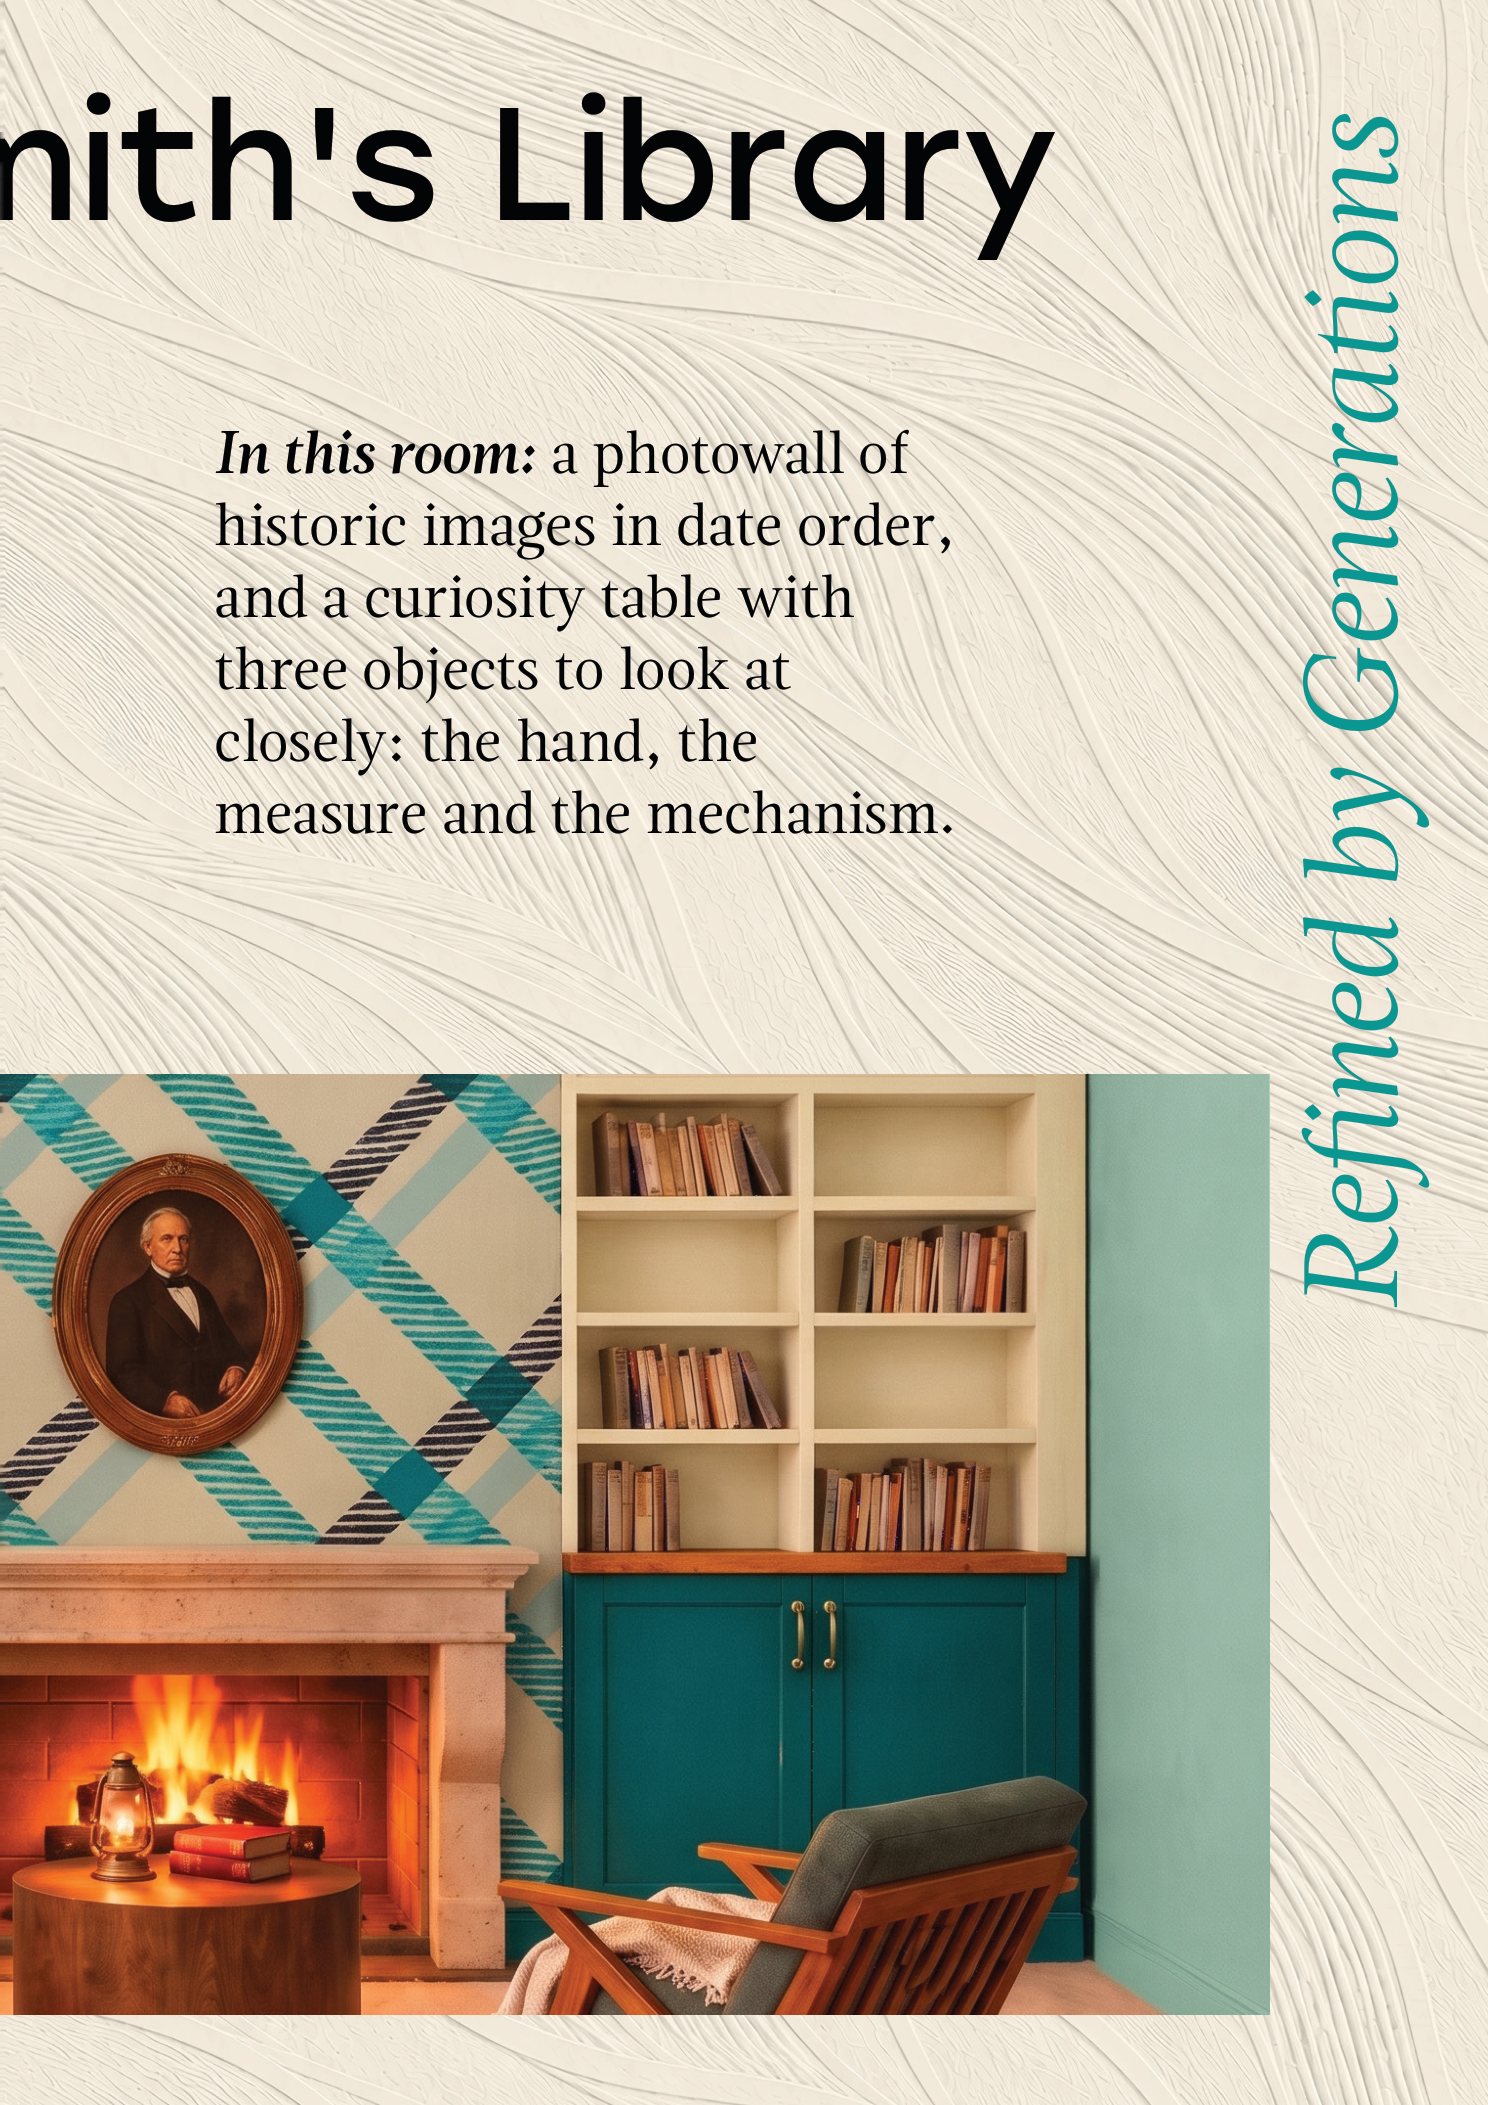 mith's Library
In this room: a photowall of
historic images in date order,
and a curiosity table with
three objects to look at
closely: the hand, the
measure and the mechanism.
Refined by Generations